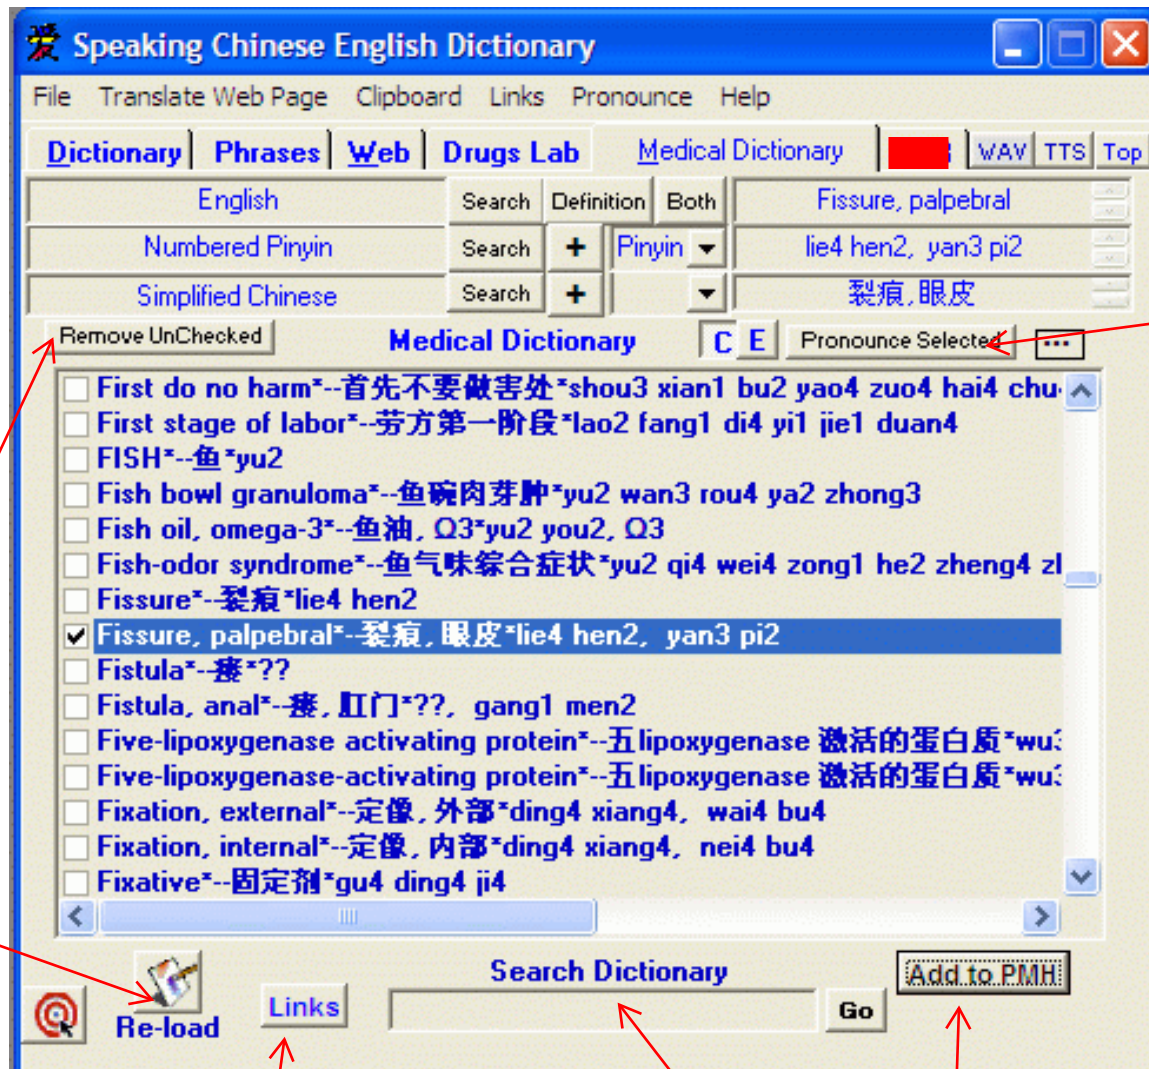 Speaking Chinese English Dictionary
File Translate Web Page Clipboard Links Pronounce Help
Dictionary Phrases Web Drugs Lab Medical Dictionary WAV TTS Top
English Search Definition Both Fissure, palpebral
Numbered Pinyin Search + Pinyin lie4 hen2, yan3 pi2
Simplified Chinese Search + 裂痕,眼皮
Remove UnChecked Medical Dictionary C E Pronounce Selected ...
First do no harm*--首先不要做害处*shou3 xian1 bu2 yao4 zuo4 hai4 chu
First stage of labor*--劳方第一阶段*lao2 fang1 di4 yi1 jie1 duan4
FISH*--鱼*yu2
Fish bowl granuloma*--鱼碗肉芽肿*yu2 wan3 rou4 ya2 zhong3
Fish oil, omega-3*--鱼油, Ω3*yu2 you2, Ω3
Fish-odor syndrome*--鱼气味综合症状*yu2 qi4 wei4 zong1 he2 zheng4 zl
Fissure*--裂痕*lie4 hen2
Fissure, palpebral*--裂痕,眼皮*lie4 hen2, yan3 pi2
Fistula*--瘘*??
Fistula, anal*--瘘,肛门*??, gang1 men2
Five-lipoxygenase activating protein*--五lipoxygenase 激活的蛋白质*wu3
Five-lipoxygenase-activating protein*--五lipoxygenase 激活的蛋白质*wu3
Fixation, external*--定像,外部*ding4 xiang4, wai4 bu4
Fixation, internal*--定像,内部*ding4 xiang4, nei4 bu4
Fixative*--固定剂*gu4 ding4 ji4
Search Dictionary Add to PMH
Re-load Links Go